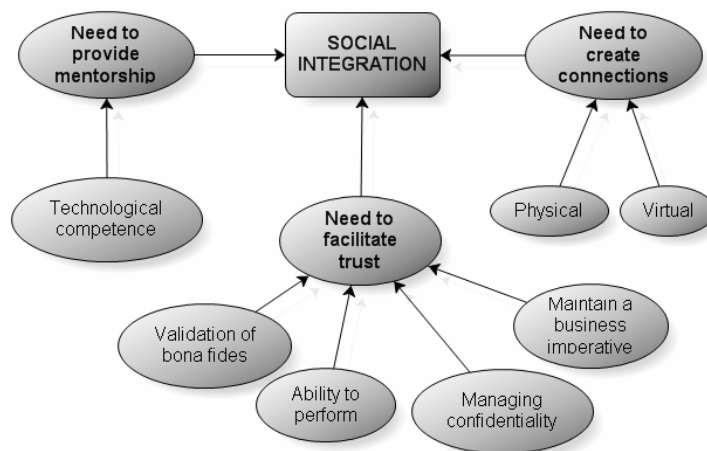 Need to
provide
mentorship
SOCIAL
INTEGRATION
Need to
create
connections
Technological
competence
Need to
facilitate
trust
Physical
Virtual
Validation of
bona fides
Ability to
perform
Managing
confidentiality
Maintain a
business
imperative